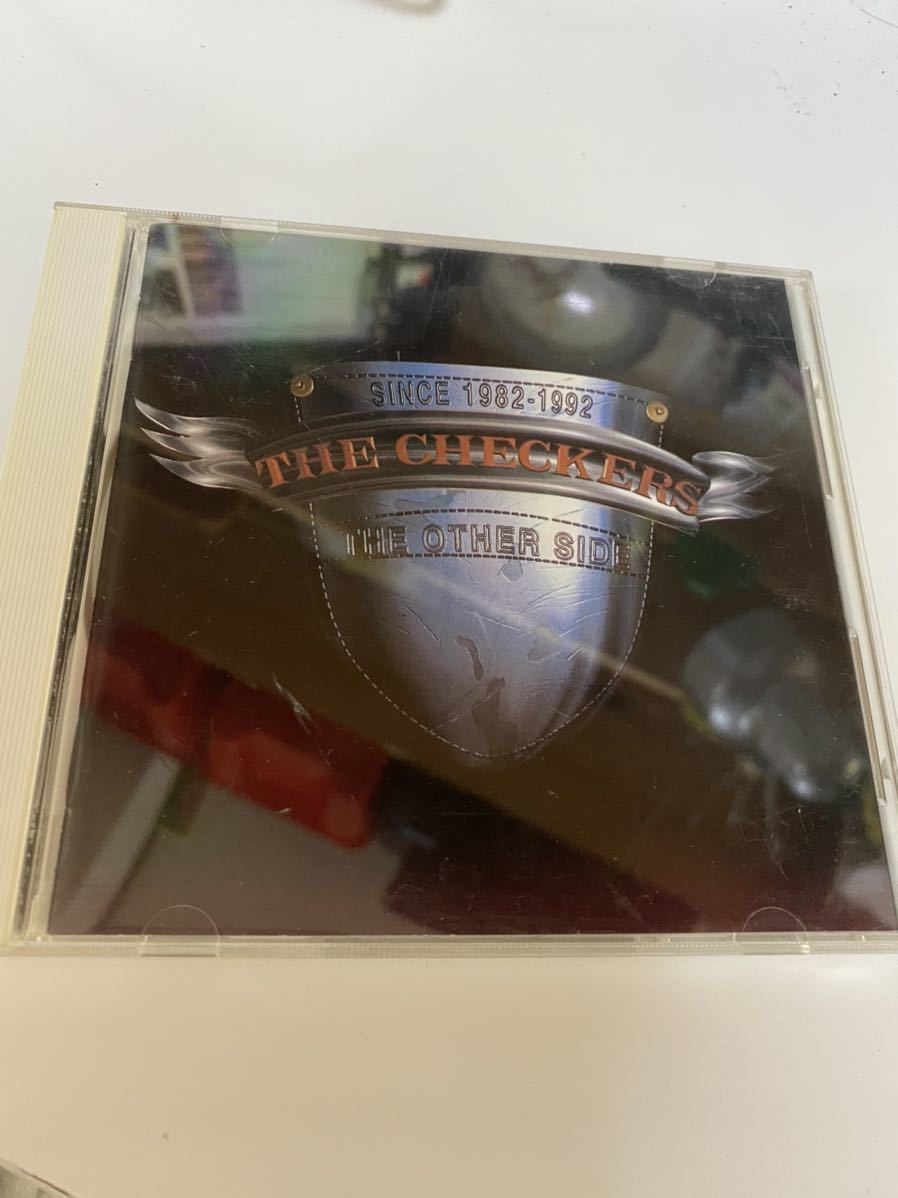 SINCE 1982-1992
THE CHECKERS
THE OTHER SIDE